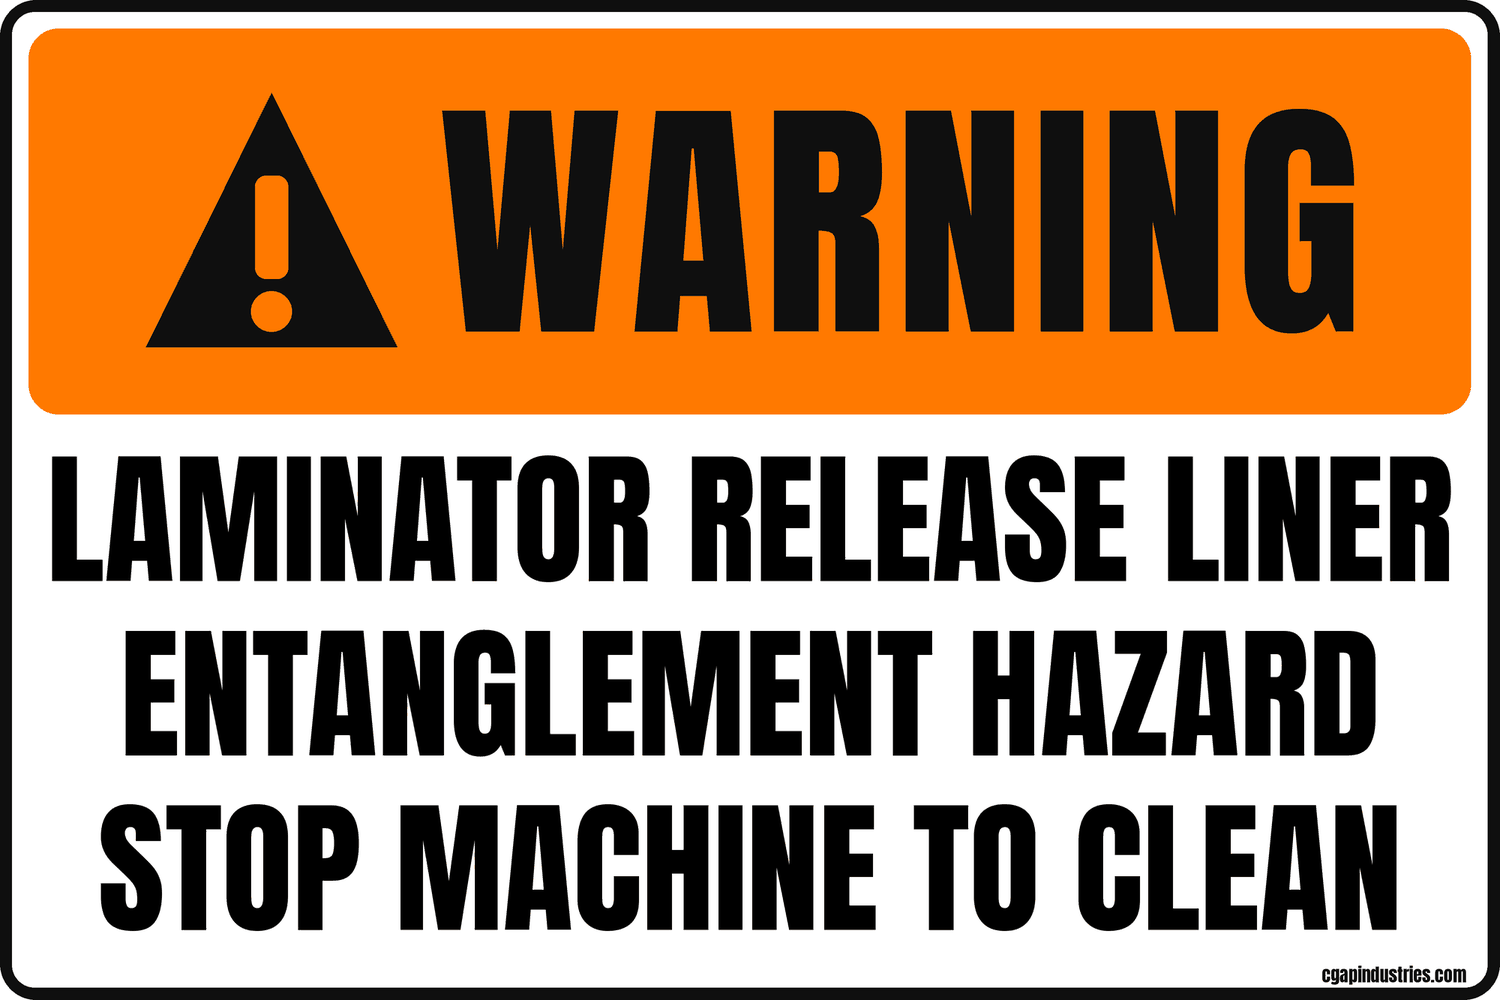 WARNING
LAMINATOR RELEASE LINER
ENTANGLEMENT HAZARD
STOP MACHINE TO CLEAN
cgapindustries.com